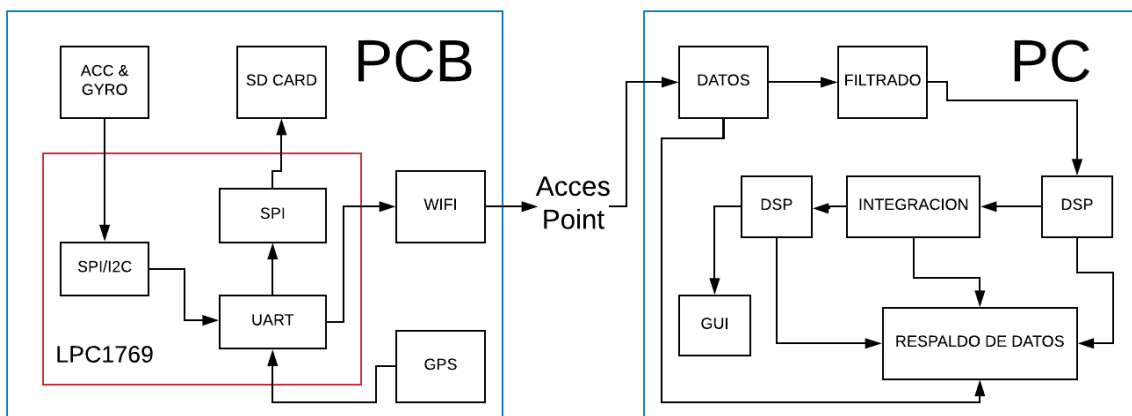 PCB
ACC &
GYRO
SD CARD
SPI
WIFI
SPI/I2C
UART
LPC1769
GPS
Acces
Point
PC
DATOS
FILTRADO
DSP
INTEGRACION
DSP
GUI
RESPALDO DE DATOS